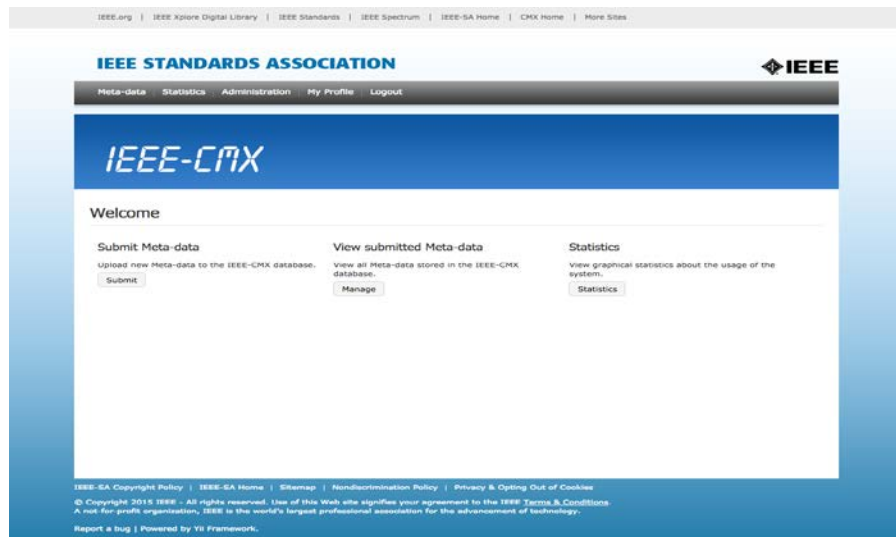 IEEE.org | IEEE Xplore Digital Library | IEEE Standards | IEEE Spectrum | IEEE-SA Home | CMX Home | More Sites
IEEE STANDARDS ASSOCIATION
IEEE
Meta-data Statistics Administration My Profile Logout
IEEE-CMX
Welcome
Submit Meta-data
Upload new Meta-data to the IEEE-CMX database.
Submit
View submitted Meta-data
View all Meta-data stored in the IEEE-CMX
database.
Manage
Statistics
View graphical statistics about the usage of the
system.
Statistics
IEEE-SA Copyright Policy | IEEE-SA Home | Sitemap | Nondiscrimination Policy | Privacy & Opting Out of Cookies
© Copyright 2015 IEEE - All rights reserved. Use of this Web site signifies your agreement to the IEEE Terms & Conditions.
A not-for-profit organization, IEEE is the world's largest professional association for the advancement of technology.
Report a bug | Powered by Yii Framework.